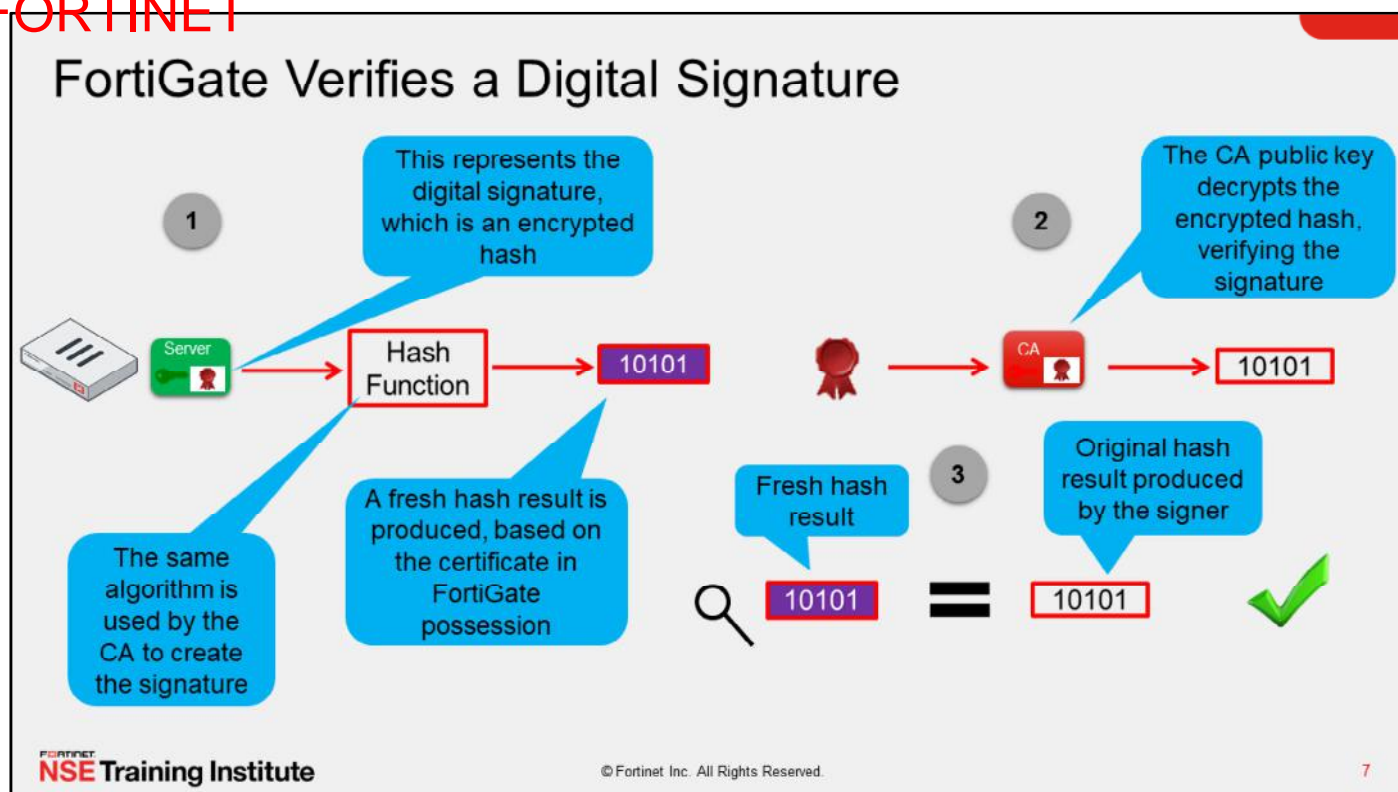 FORTINET
FortiGate Verifies a Digital Signature
1
This represents the
digital signature,
which is an encrypted
hash
2
The CA public key
decrypts the
encrypted hash,
verifying the
signature
Server
Hash
Function
10101
CA
10101
The same
algorithm is
used by the
CA to create
the signature
A fresh hash result is
produced, based on
the certificate in
FortiGate
possession
3
Fresh hash
result
Original hash
result produced
by the signer
10101
10101
FORTINET
NSE Training Institute
© Fortinet Inc. All Rights Reserved.
7